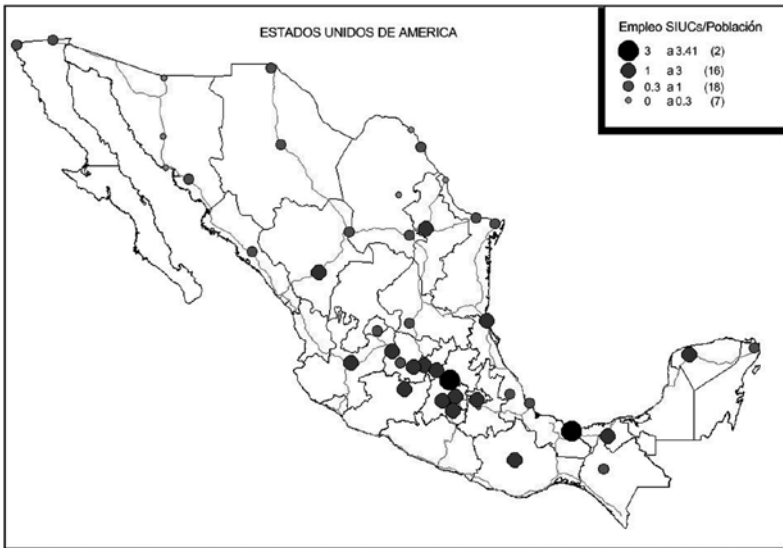 ESTADOS UNIDOS DE AMERICA
Empleo SIUCs/Población
3 a 3.41 (2)
1 a 3 (16)
0.3 a 1 (18)
0 a 0.3 (7)